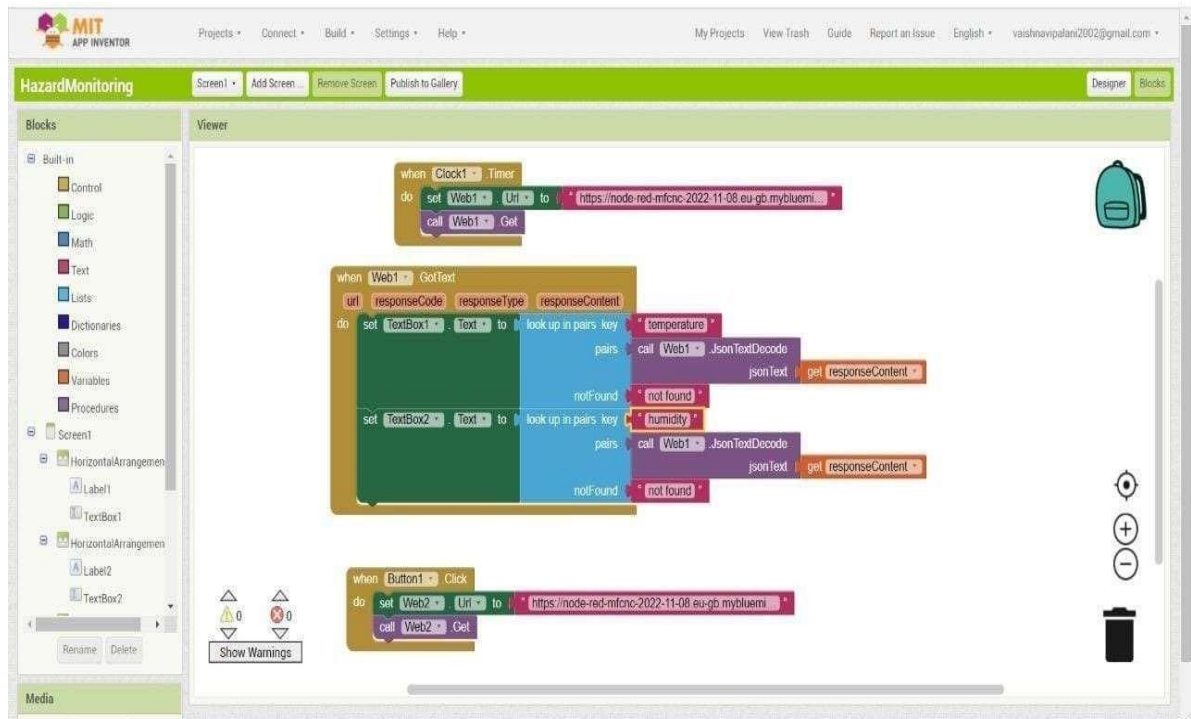 MIT
APP INVENTOR
Projects Connect Build Settings Help My Projects View Trash Guide Report an Issue English vaishnavipalani2002@gmail.com
HazardMonitoring Screen1 Add Screen ... Remove Screen Publish to Gallery Designer Blocks
Blocks
Viewer
Built-in
Control
Logic
Math
Text
Lists
Dictionaries
Colors
Variables
Procedures
Screen1
HorizontalArrangemen
Label1
TextBox1
HorizontalArrangemen
Label2
TextBox2
Rename Delete
Media
when Clock1 .Timer
do set Web1 . Url to " https://node-red-mfcnc-2022-11-08.eu-gb.mybluemi... "
call Web1 .Get
when Web1 .GotText
url responseCode responseType responseContent
do set TextBox1 . Text to look up in pairs key " temperature "
pairs call Web1 .JsonTextDecode
jsonText get responseContent
notFound " not found "
set TextBox2 . Text to look up in pairs key " humidity "
pairs call Web1 .JsonTextDecode
jsonText get responseContent
notFound " not found "
when Button1 .Click
do set Web2 . Url to " https://node-red-mfcnc-2022-11-08.eu-gb.mybluemi... "
call Web2 .Get
0 0
Show Warnings